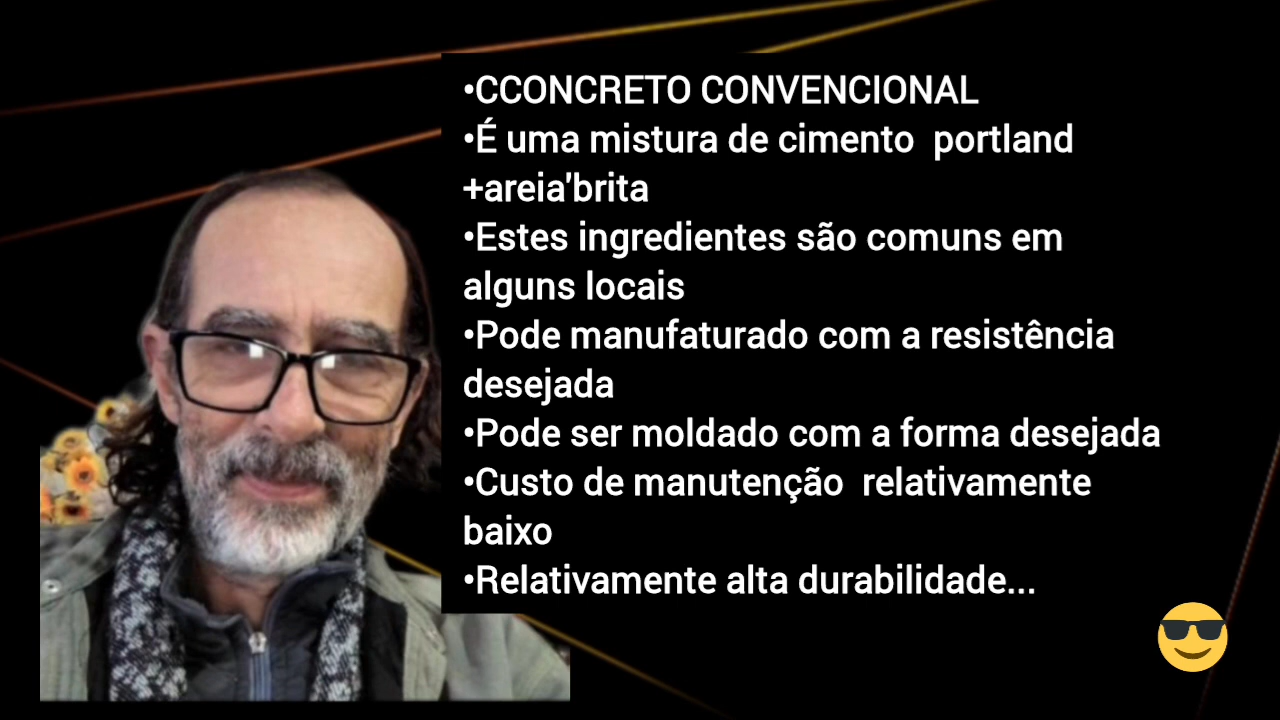 •CCONCRETO CONVENCIONAL
•É uma mistura de cimento  portland
+areia'brita
•Estes ingredientes são comuns em
alguns locais
•Pode manufaturado com a resistência
desejada
•Pode ser moldado com a forma desejada
•Custo de manutenção  relativamente
baixo
•Relativamente alta durabilidade...